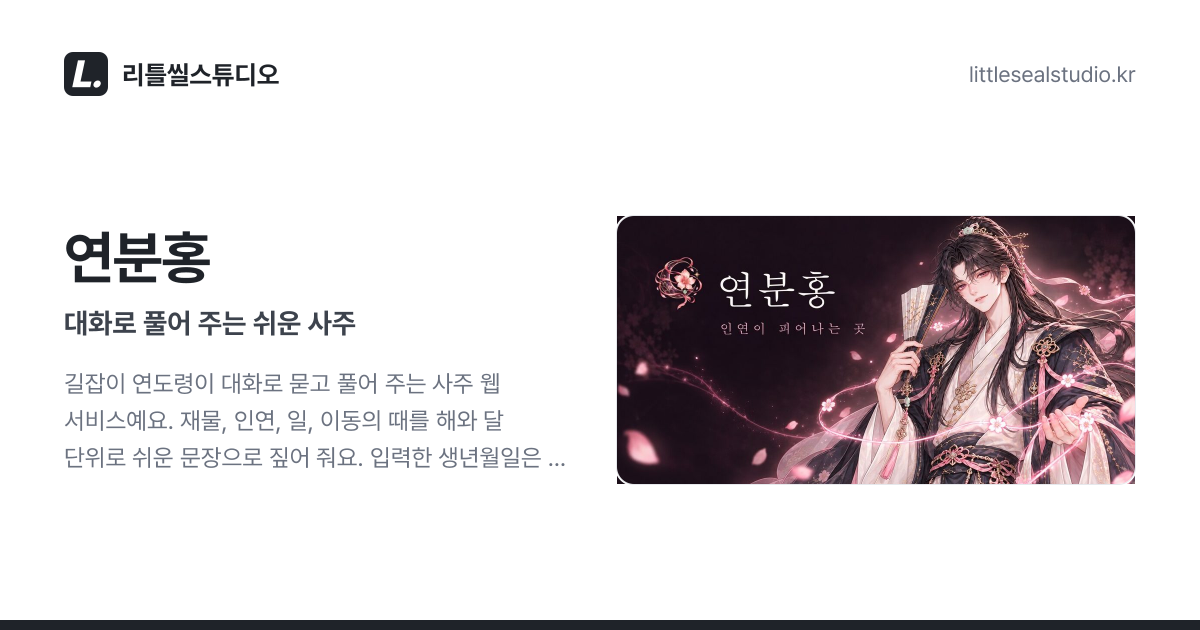 L.
리틀씰스튜디오
littlesealstudio.kr
연분홍
대화로 풀어 주는 쉬운 사주
길잡이 연도령이 대화로 묻고 풀어 주는 사주 웹
서비스예요. 재물, 인연, 일, 이동의 때를 해와 달
단위로 쉬운 문장으로 짚어 줘요. 입력한 생년월일은 ...
연분홍
인연이 피어나는 곳